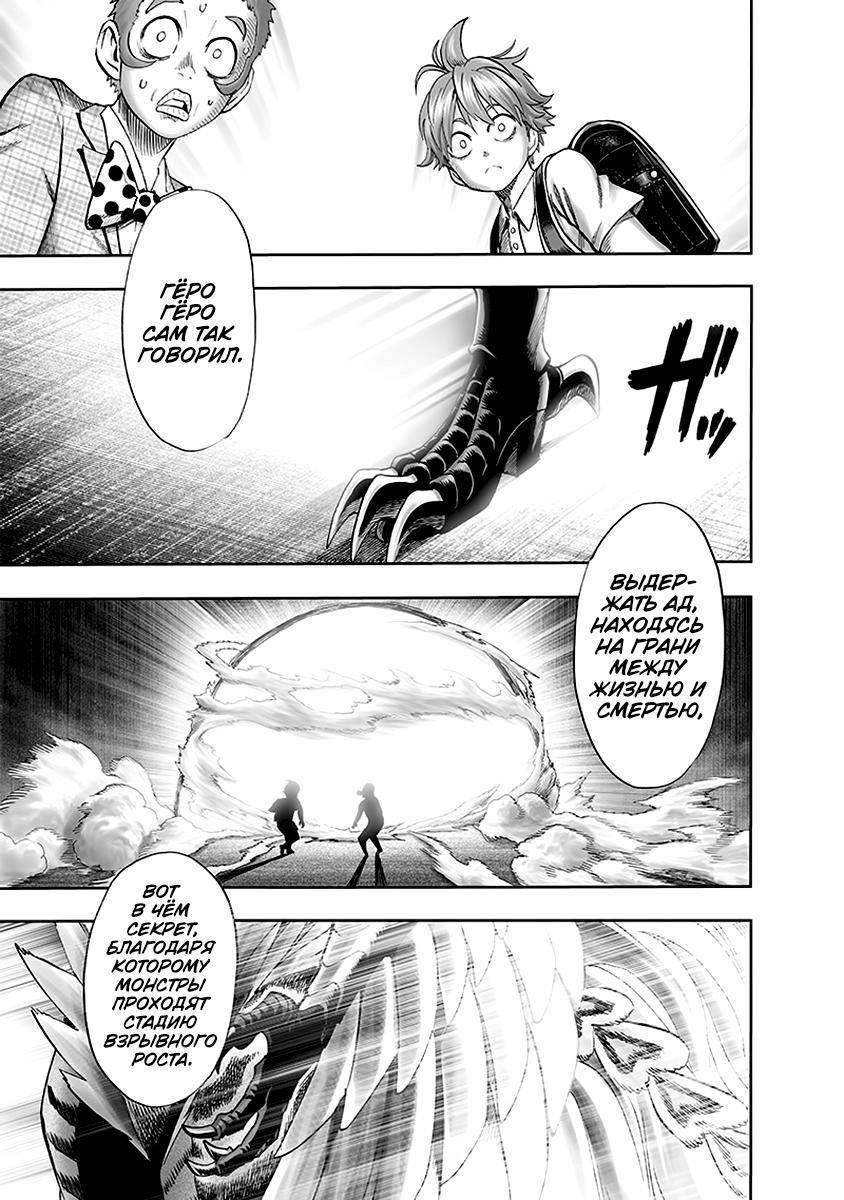 ГЁРО
ГЁРО
САМ ТАК
ГОВОРИЛ.
ВЫДЕР-
ЖАТЬ АД,
НАХОДЯСЬ
НА ГРАНИ
МЕЖДУ
ЖИЗНЬЮ И
СМЕРТЬЮ,
ВОТ
В ЧЁМ
СЕКРЕТ,
БЛАГОДАРЯ
КОТОРОМУ
МОНСТРЫ
ПРОХОДЯТ
СТАДИЮ
ВЗРЫВНОГО
РОСТА.